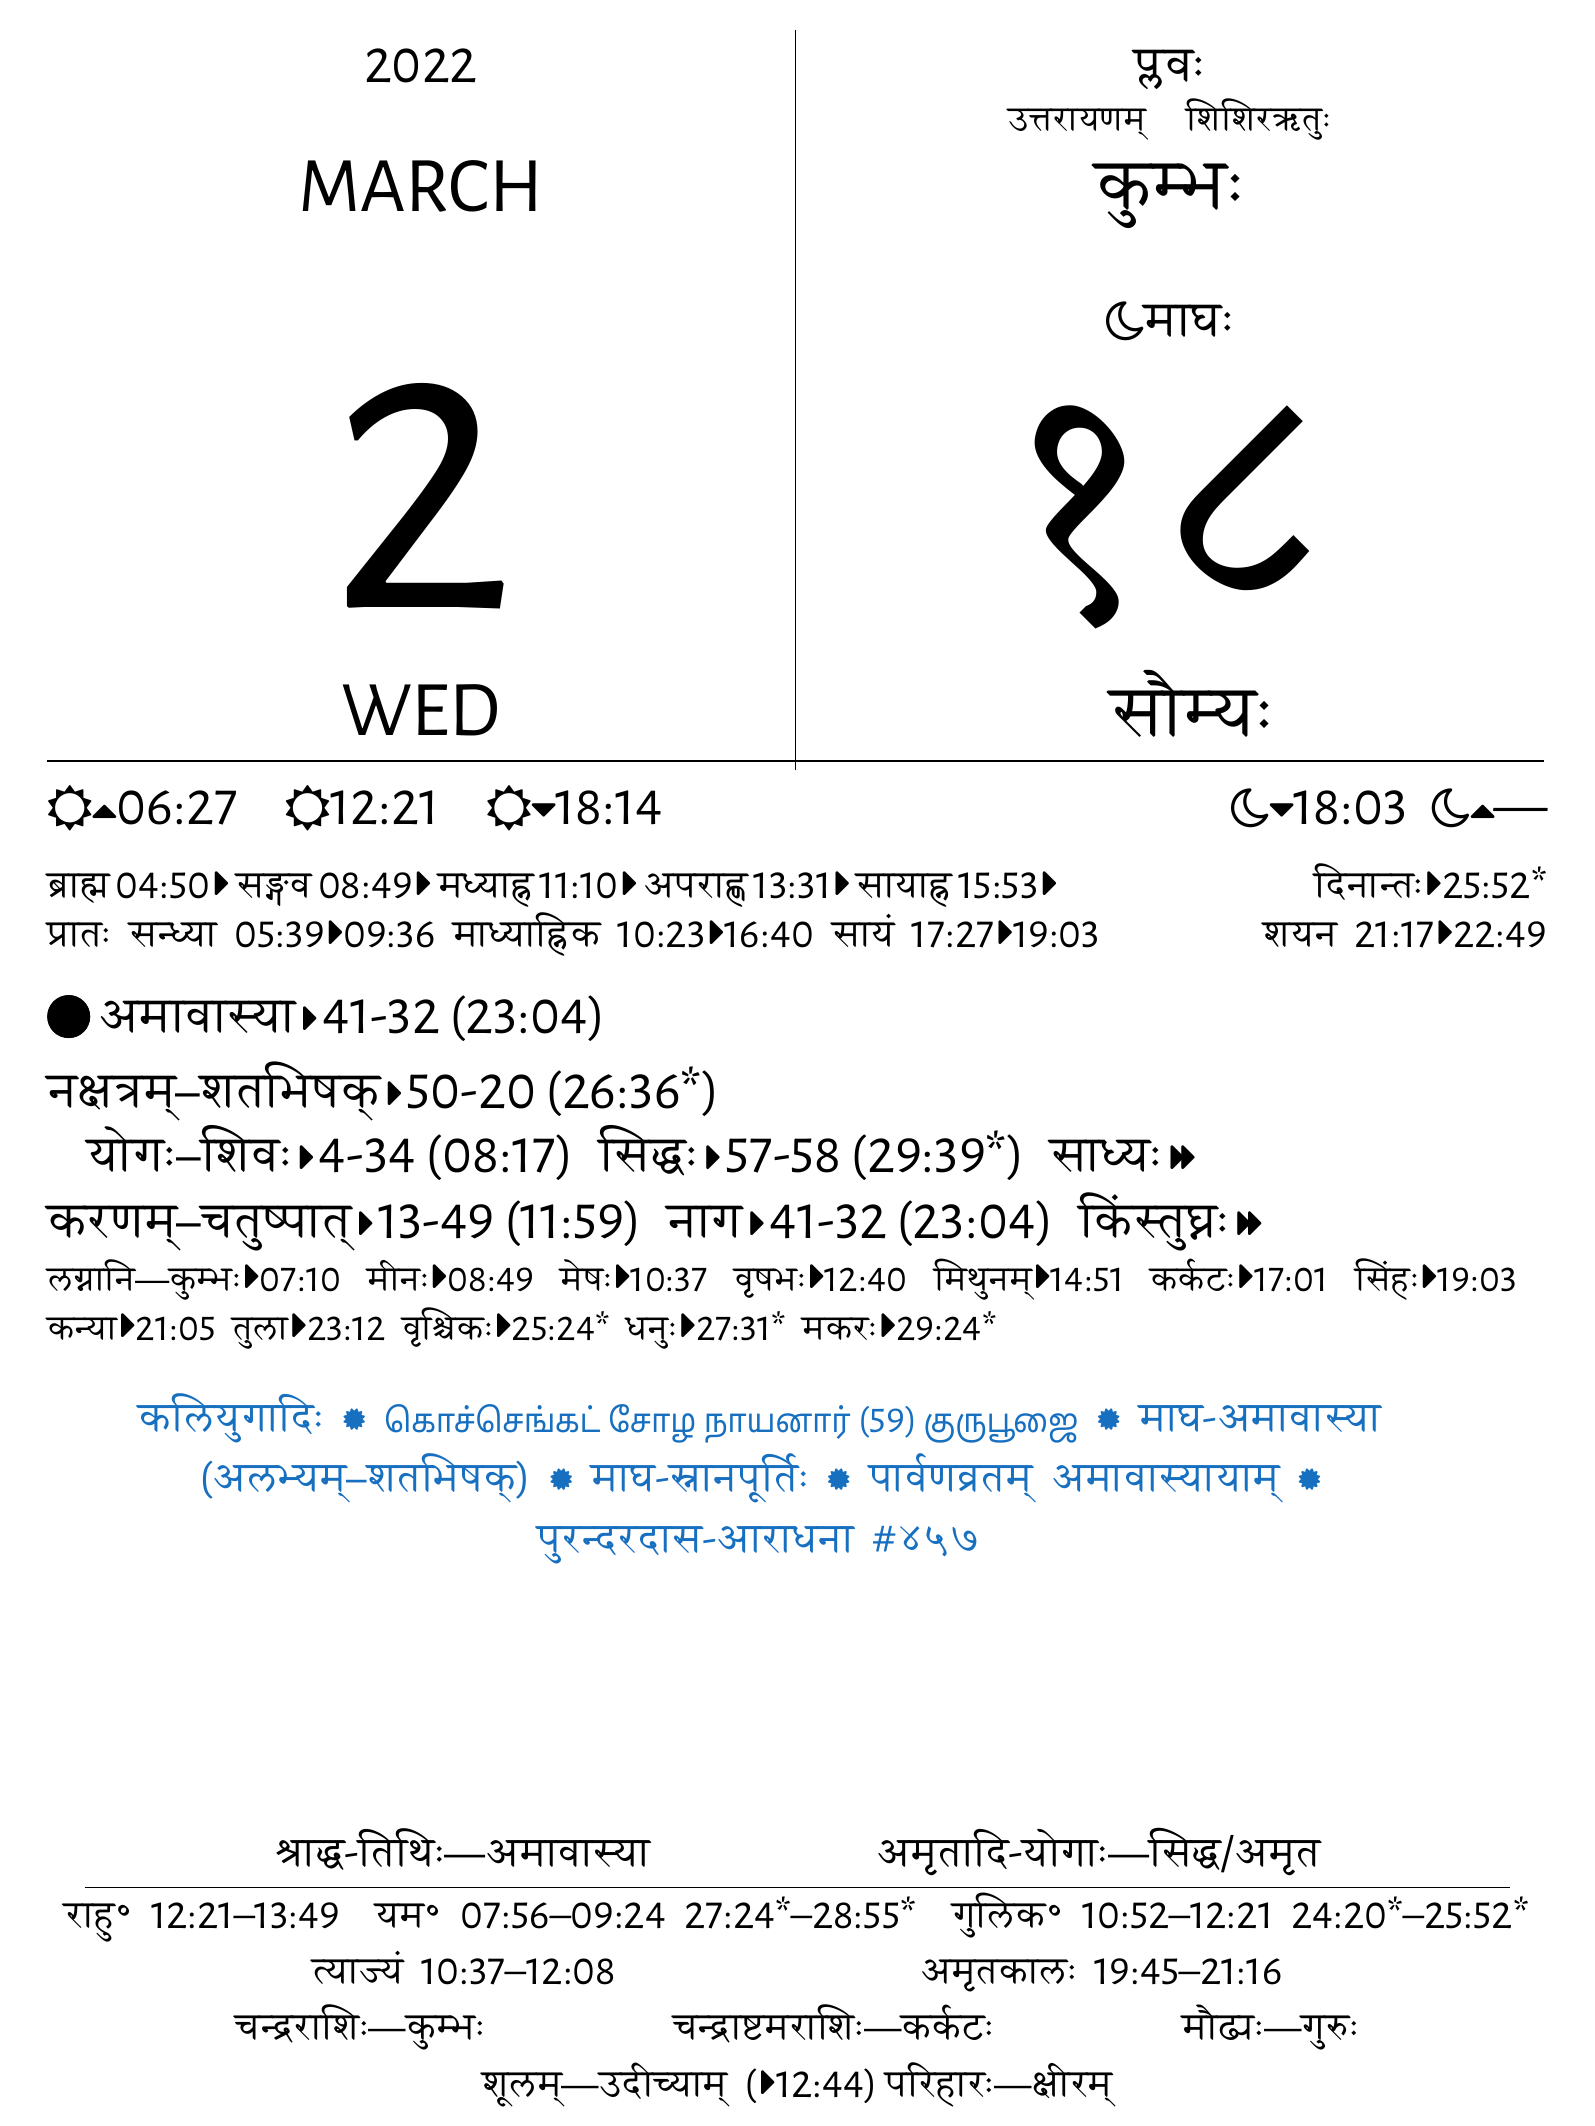 2022
MARCH
2
WED
प्लवः
उत्तरायणम् शिशिरऋतुः
कुम्भः
माघः
१८
सौम्यः
06:27 12:21 18:14 18:03 —
ब्राह्म 04:50 सङ्गव 08:49 मध्याह्न 11:10 अपराह्ण 13:31 सायाह्न 15:53 दिनान्तः 25:52*
प्रातः सन्ध्या 05:39 09:36 माध्याह्निक 10:23 16:40 सायं 17:27 19:03 शयन 21:17 22:49
अमावास्या 41-32 (23:04)
नक्षत्रम्–शतभिषक् 50-20 (26:36*)
योगः–शिवः 4-34 (08:17) सिद्धः 57-58 (29:39*) साध्यः
करणम्–चतुष्पात् 13-49 (11:59) नाग 41-32 (23:04) किंस्तुघ्नः
लग्नानि—कुम्भः 07:10 मीनः 08:49 मेषः 10:37 वृषभः 12:40 मिथुनम् 14:51 कर्कटः 17:01 सिंहः 19:03
कन्या 21:05 तुला 23:12 वृश्चिकः 25:24* धनुः 27:31* मकरः 29:24*
कलियुगादिः ✹ கொச்செங்கட் சோழ நாயனார் (59) குருபூஜை ✹ माघ-अमावास्या
(अलभ्यम्–शतभिषक्) ✹ माघ-स्नानपूर्तिः ✹ पार्वणव्रतम् अमावास्यायाम् ✹
पुरन्दरदास-आराधना #४५७
श्राद्ध-तिथिः—अमावास्या अमृतादि-योगाः—सिद्ध/अमृत
राहु॰ 12:21–13:49 यम॰ 07:56–09:24 27:24*–28:55* गुलिक॰ 10:52–12:21 24:20*–25:52*
त्याज्यं 10:37–12:08 अमृतकालः 19:45–21:16
चन्द्रराशिः—कुम्भः चन्द्राष्टमराशिः—कर्कटः मौढ्यः—गुरुः
शूलम्—उदीच्याम् (12:44) परिहारः—क्षीरम्